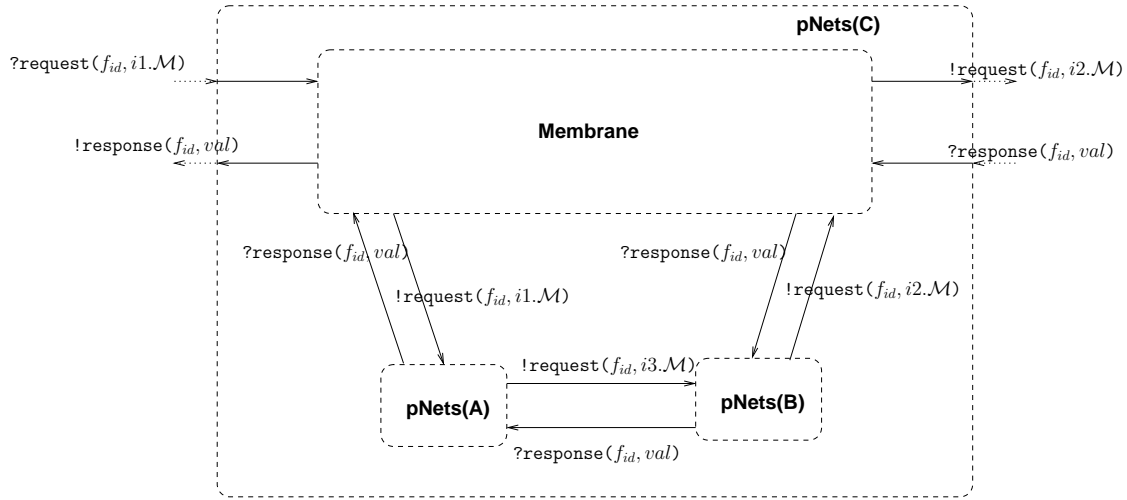 pNets(C)
?request(f_id, i1.ℳ)
!request(f_id, i2.ℳ)
Membrane
!response(f_id, val)
?response(f_id, val)
?response(f_id, val)
?response(f_id, val)
!request(f_id, i1.ℳ)
!request(f_id, i2.ℳ)
!request(f_id, i3.ℳ)
pNets(A)
pNets(B)
?response(f_id, val)